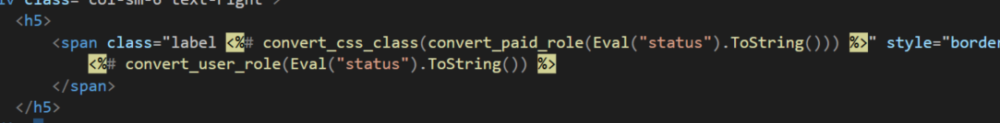 class="col-sm-6 text-right">
<h5>
<span class="label <%# convert_css_class(convert_paid_role(Eval("status").ToString())) %>" style="border
<%# convert_user_role(Eval("status").ToString()) %>
</span>
</h5>